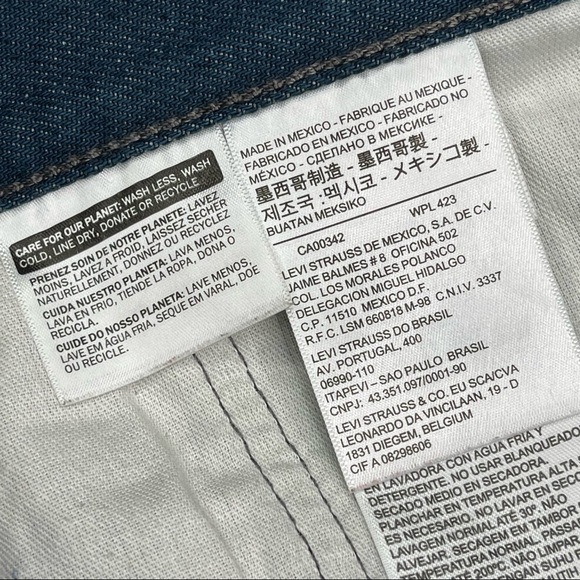 CARE FOR OUR PLANET: WASH LESS, WASH
COLD, LINE DRY, DONATE OR RECYCLE.
PRENEZ SOIN DE NOTRE PLANETE: LAVEZ
MOINS, LAVEZ À FROID, LAISSEZ SÉCHER
NATURELLEMENT, DONNEZ OU RECYCLEZ
CUIDA NUESTRO PLANETA: LAVA MENOS,
LAVA EN FRIO, TIENDE LA ROPA, DONA O
RECICLA.
CUIDE DO NOSSO PLANETA: LAVE MENOS,
LAVE EM ÁGUA FRIA, SEQUE EM VARAL, DOE
MADE IN MEXICO - FABRIQUE AU MEXIQUE -
FABRICADO EN MEXICO - FABRICADO NO
MÉXICO - СДЕЛАНО В МЕКСИКЕ -
墨西哥制造 - 墨西哥製 -
제조국 :멕시코 - メキシコ製 -
BUATAN MEKSIKO
CA00342 WPL 423
LEVI STRAUSS DE MEXICO, S.A. DE C.V.
JAIME BALMES # 8 OFICINA 502
COL. LOS MORALES POLANCO
DELEGACION MIGUEL HIDALGO
C.P. 11510 MEXICO D.F.
R.F.C. LSM 660818 M-98 C.N.I.V. 3337
LEVI STRAUSS DO BRASIL
AV. PORTUGAL, 400
06990-110
ITAPEVI – SAO PAULO BRASIL
CNPJ: 43.351.097/0001-90
LEVI STRAUSS & CO. EU SCA/CVA
LEONARDO DA VINCILAAN, 19 - D
1831 DIEGEM, BELGIUM
CIF A 08298606
EN LAVADORA CON AGUA FRIA Y
DETERGENTE. NO USAR BLANQUEADO
SECADO MEDIO EN SECADORA.
PLANCHAR EN TEMPERATURA ALTA
ES NECESARIO. NO LAVAR EN SECO
LAVAGEM NORMAL ATÉ 30º. NÃO
ALVEJAR. SECAGEM EM TAMBOR
ATÉ 200ºC. NÃO